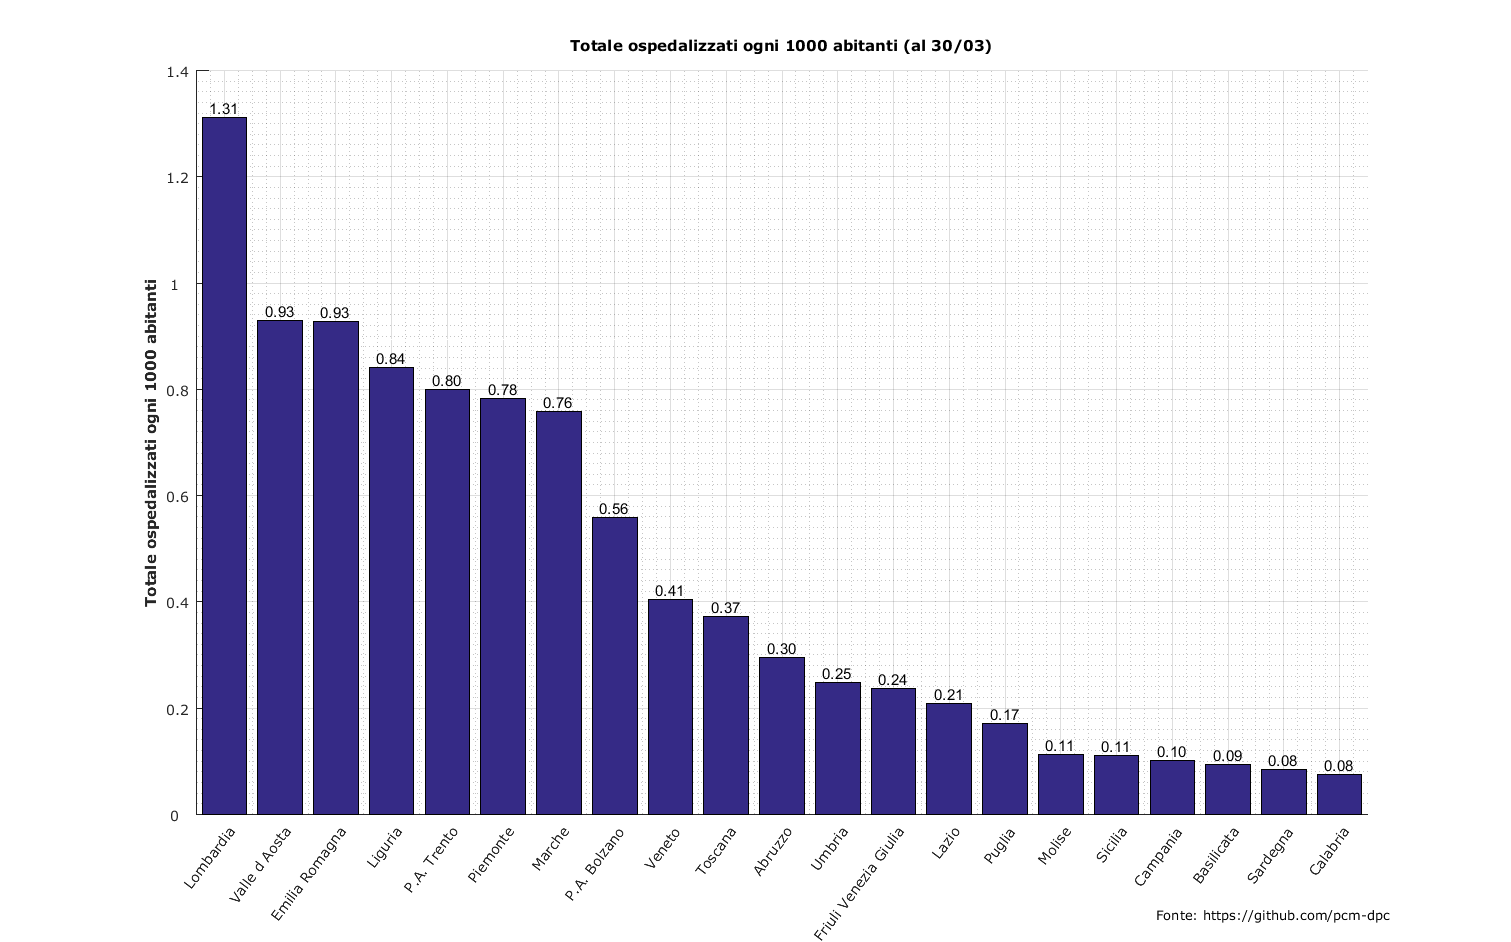 Totale ospedalizzati ogni 1000 abitanti (al 30/03)
Totale ospedalizzati ogni 1000 abitanti
1.4
1.2
1
0.8
0.6
0.4
0.2
0
1.31
0.93
0.93
0.84
0.80
0.78
0.76
0.56
0.41
0.37
0.30
0.25
0.24
0.21
0.17
0.11
0.11
0.10
0.09
0.08
0.08
Lombardia
Valle d Aosta
Emilia Romagna
Liguria
P.A. Trento
Piemonte
Marche
P.A. Bolzano
Veneto
Toscana
Abruzzo
Umbria
Friuli Venezia Giulia
Lazio
Puglia
Molise
Sicilia
Campania
Basilicata
Sardegna
Calabria
Fonte: https://github.com/pcm-dpc